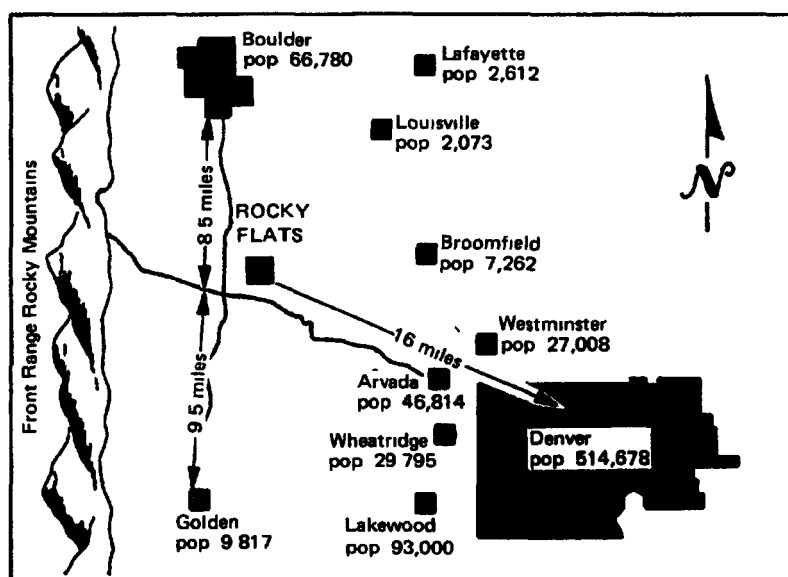 Boulder
pop 66,780
Lafayette
pop 2,612
Louisville
pop 2,073
N
Front Range Rocky Mountains
8 5 miles
ROCKY
FLATS
Broomfield
pop 7,262
16 miles
Westminster
pop 27,008
9 5 miles
Arvada
pop 46,814
Wheatridge
pop 29 795
Denver
pop 514,678
Golden
pop 9 817
Lakewood
pop 93,000